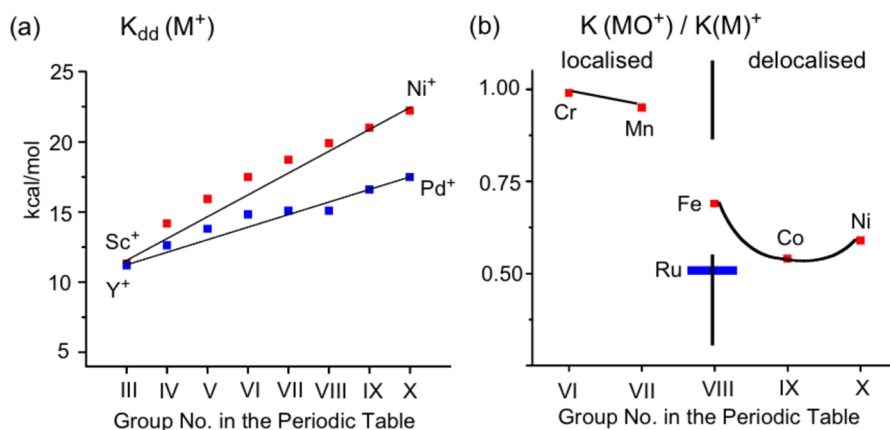 (a) K_dd (M⁺)
25
20
15
10
5
kcal/mol
Ni⁺
Pd⁺
Sc⁺
Y⁺
III IV V VI VII VIII IX X
Group No. in the Periodic Table
(b) K (MO⁺) / K(M)⁺
localised delocalised
1.00
0.75
0.50
Cr
Mn
Fe
Co
Ni
Ru
VI VII VIII IX X
Group No. in the Periodic Table